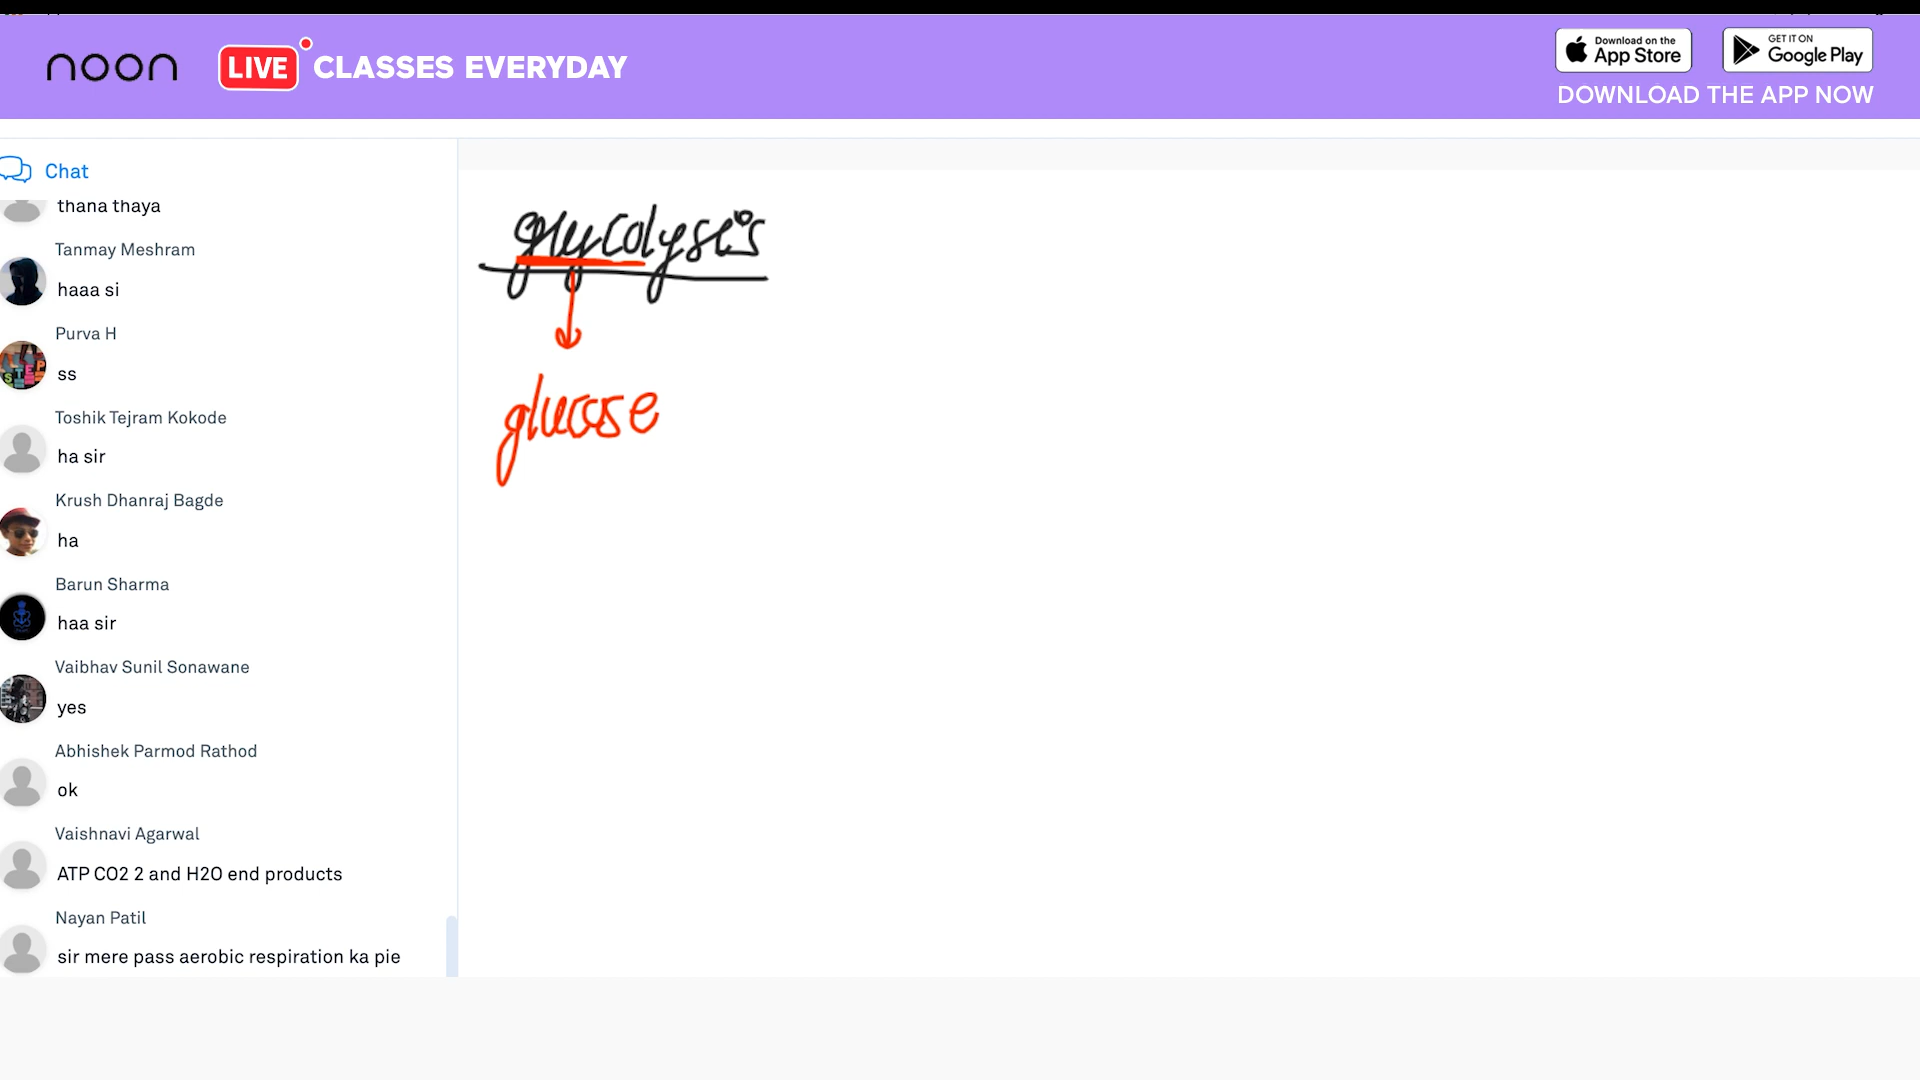 noon LIVE CLASSES EVERYDAY
Download on the App Store
GET IT ON Google Play
DOWNLOAD THE APP NOW
Chat
thana thaya
Tanmay Meshram
haaa si
Purva H
ss
Toshik Tejram Kokode
ha sir
Krush Dhanraj Bagde
ha
Barun Sharma
haa sir
Vaibhav Sunil Sonawane
yes
Abhishek Parmod Rathod
ok
Vaishnavi Agarwal
ATP CO2 2 and H2O end products
Nayan Patil
sir mere pass aerobic respiration ka pie
glycolysis
glucose